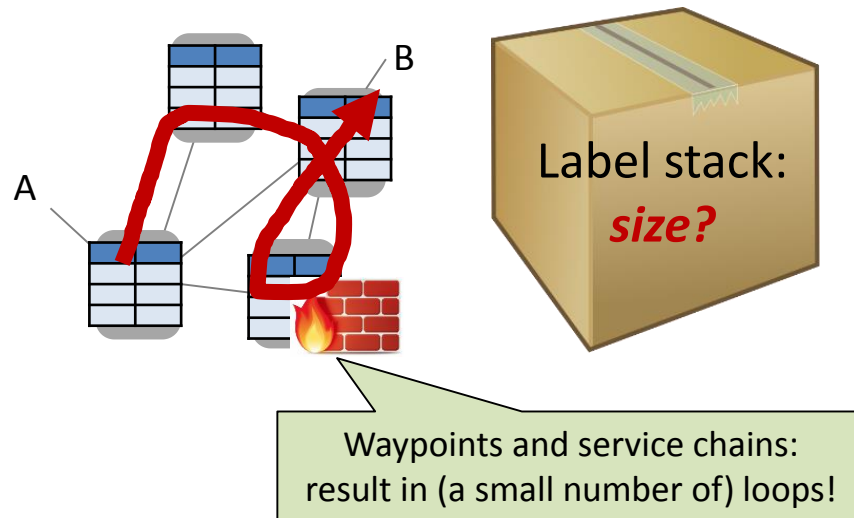 B
A
Label stack:
size?
Waypoints and service chains:
result in (a small number of) loops!